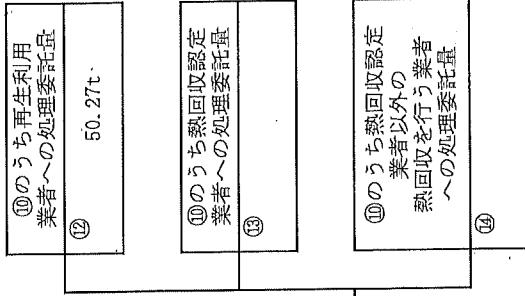 ⑩のうち再生利用
業者への処理委託量
⑫
50.27t
⑩のうち熱回収認定
業者への処理委託量
⑬
⑩のうち熱回収認定
業者以外の
熱回収を行う業者
への処理委託量
⑭